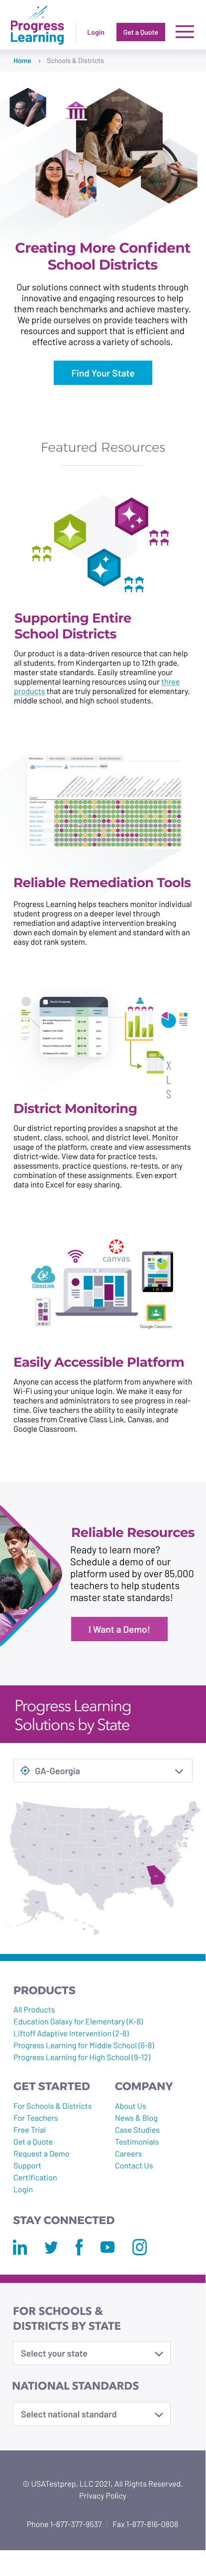 Progress
Learning
Login
Get a Quote
Home › Schools & Districts
Creating More Confident
School Districts
Our solutions connect with students through
innovative and engaging resources to help
them reach benchmarks and achieve mastery.
We pride ourselves on provide teachers with
resources and support that is efficient and
effective across a variety of schools.
Find Your State
Featured Resources
Supporting Entire
School Districts
Our product is a data-driven resource that can help
all students, from Kindergarten up to 12th grade,
master state standards. Easily combine your
supplemental learning resources using our three
products that are truly personalized for elementary,
middle school, and high school students.
Reliable Remediation Tools
Progress Learning helps teachers monitor individual
student progress at a deeper level through
remediation and adaptive intervention breaking
down each domain by element and standard with an
easy dot rank system.
X
L
S
District Monitoring
Our district reporting provides a snapshot at the
student, class, school, and district level. Monitor
usage of the platform, compare and view assessments
district-wide. View data for practice tests,
assessments, practice questions, re-tests, or any
combination of these assignments. Even export
data into Excel for easy sharing.
canvas
ClassLink
Google Classroom
Easily Accessible Platform
Anyone can access the platform from anywhere with
Wi-Fi using your unique login. We make it easy for
teachers and administrators to see progress in real-
time. Give teachers the ability to easily integrate
classes from Creative Class Link, Canvas, and
Google Classroom.
Reliable Resources
Ready to learn more?
Schedule a demo of our
platform used by over 85,000
teachers to help students
master state standards!
I Want a Demo!
Progress Learning
Solutions by State
GA-Georgia
PRODUCTS
All Products
Education Galaxy for Elementary (K-8)
Liftoff Adaptive Intervention (2-8)
Progress Learning for Middle School (6-8)
Progress Learning for High School (9-12)
GET STARTED
For Schools & Districts
For Teachers
Free Trial
Get a Quote
Request a Demo
Support
Certification
Login
COMPANY
About Us
News & Blog
Case Studies
Testimonials
Careers
Contact Us
STAY CONNECTED
FOR SCHOOLS &
DISTRICTS BY STATE
Select your state
NATIONAL STANDARDS
Select national standard
© USATestprep, LLC 2021, All Rights Reserved.
Privacy Policy
Phone 1-877-377-9537 | Fax 1-877-816-0808